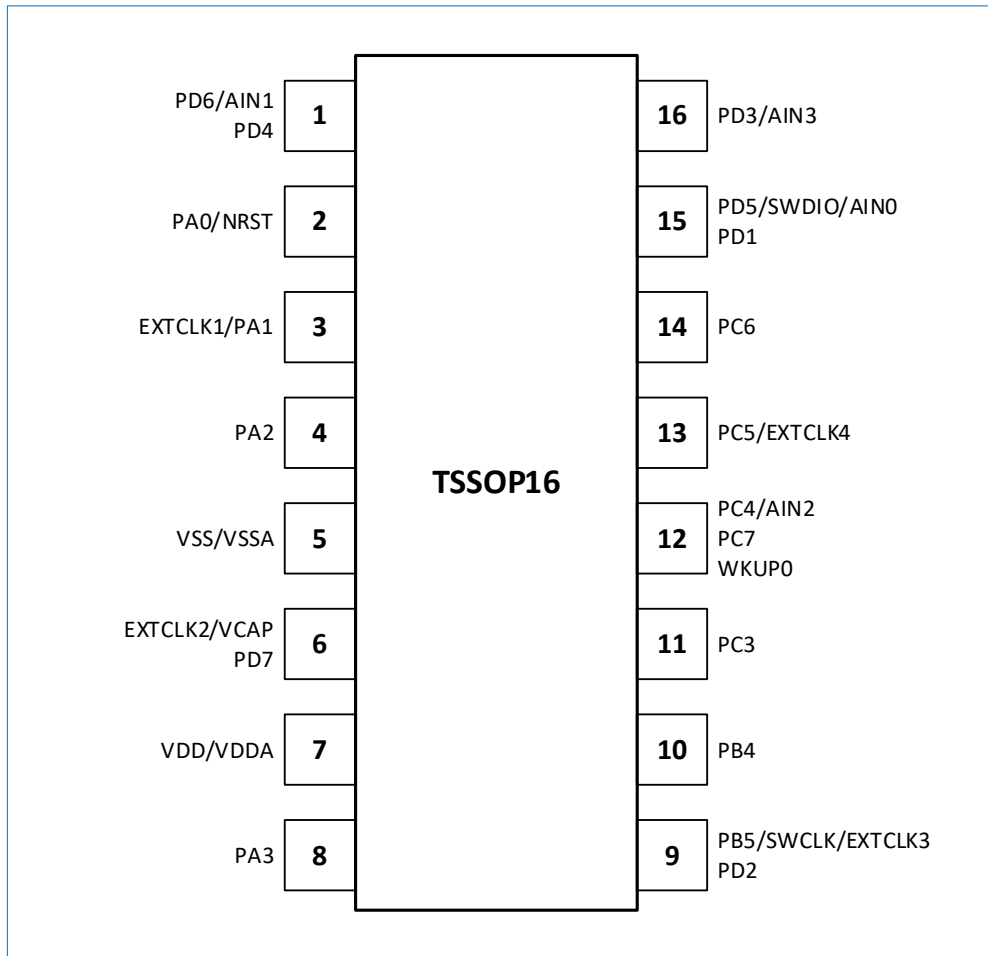 PD6/AIN1
PD4
1
PA0/NRST
2
EXTCLK1/PA1
3
PA2
4
VSS/VSSA
5
EXTCLK2/VCAP
PD7
6
VDD/VDDA
7
PA3
8
TSSOP16
16
PD3/AIN3
15
PD5/SWDIO/AIN0
PD1
14
PC6
13
PC5/EXTCLK4
12
PC4/AIN2
PC7
WKUP0
11
PC3
10
PB4
9
PB5/SWCLK/EXTCLK3
PD2